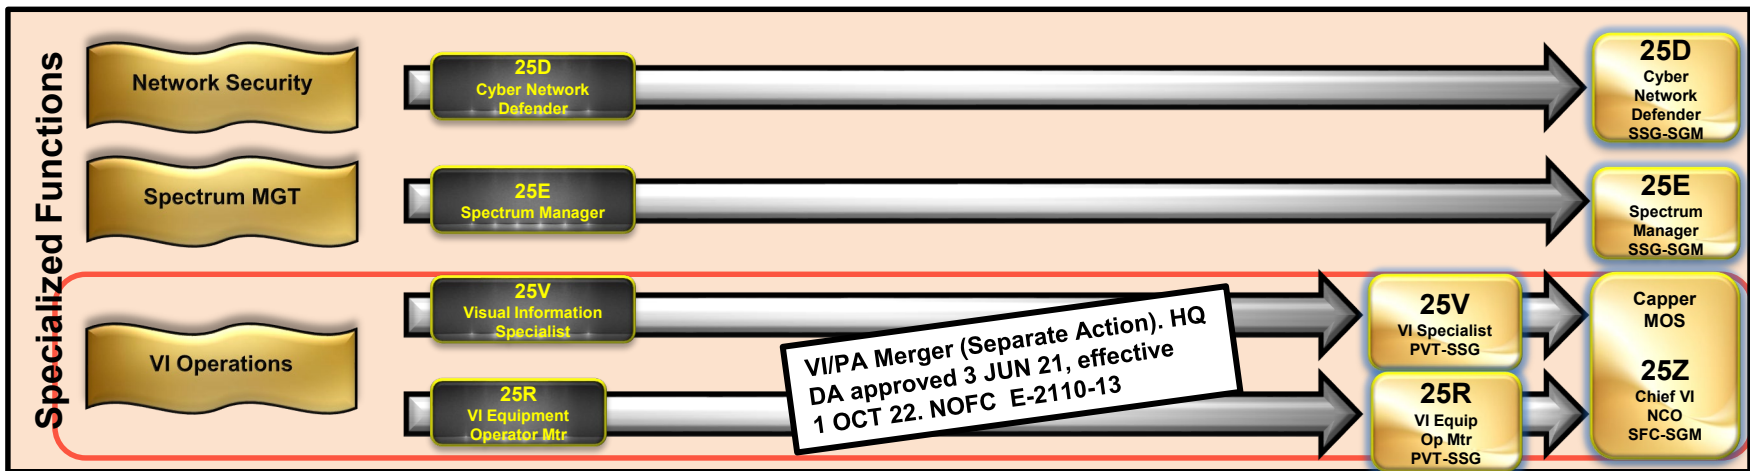 Specialized Functions
Network Security
25D
Cyber Network
Defender
25D
Cyber
Network
Defender
SSG-SGM
Spectrum MGT
25E
Spectrum Manager
25E
Spectrum
Manager
SSG-SGM
VI Operations
25V
Visual Information
Specialist
25V
VI Specialist
PVT-SSG
25R
VI Equipment
Operator Mtr
VI/PA Merger (Separate Action). HQ
DA approved 3 JUN 21, effective
1 OCT 22. NOFC E-2110-13
25R
VI Equip
Op Mtr
PVT-SSG
Capper
MOS
25Z
Chief VI
NCO
SFC-SGM